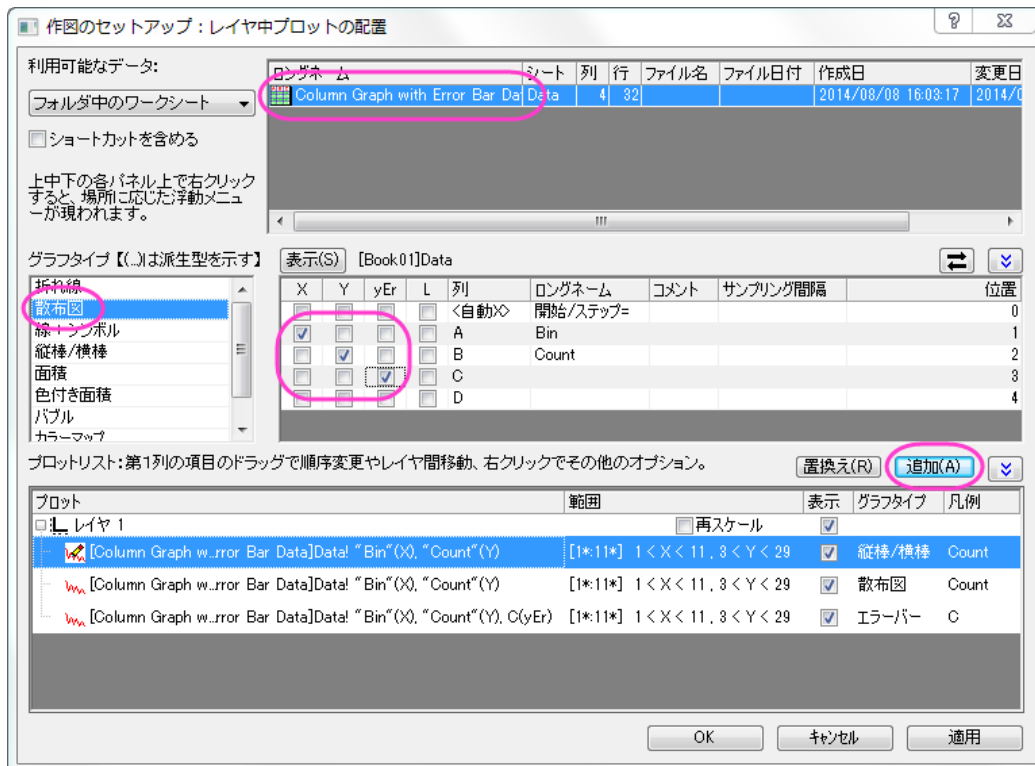 作図のセットアップ：レイヤ中プロットの配置
利用可能なデータ:
フォルダ中のワークシート
ショートカットを含める
上中下の各パネル上で右クリック
すると、場所に応じた浮動メニュ
ーが現われます。
ロングネーム シート 列 行 ファイル名 ファイル日付 作成日 変更日
Column Graph with Error Bar Da Data 4 32 2014/08/08 16:03:17 2014/0
グラフタイプ【(...)は派生型を示す】
折れ線
散布図
線+シンボル
縦棒/横棒
面積
色付き面積
バブル
カラーマップ
表示(S) [Book01]Data
X Y yEr L 列 ロングネーム コメント サンプリング間隔 位置
<自動X> 開始/ステップ= 0
A Bin 1
B Count 2
C 3
D 4
プロットリスト:第1列の項目のドラッグで順序変更やレイヤ間移動、右クリックでその他のオプション。
置換え(R) 追加(A)
プロット 範囲 表示 グラフタイプ 凡例
レイヤ 1 再スケール
[Column Graph w...rror Bar Data]Data! "Bin"(X), "Count"(Y) [1*:11*] 1 < X < 11 , 3 < Y < 29 縦棒/横棒 Count
[Column Graph w...rror Bar Data]Data! "Bin"(X), "Count"(Y) [1*:11*] 1 < X < 11 , 3 < Y < 29 散布図 Count
[Column Graph w...rror Bar Data]Data! "Bin"(X), "Count"(Y), C(yEr) [1*:11*] 1 < X < 11 , 3 < Y < 29 エラーバー C
OK キャンセル 適用